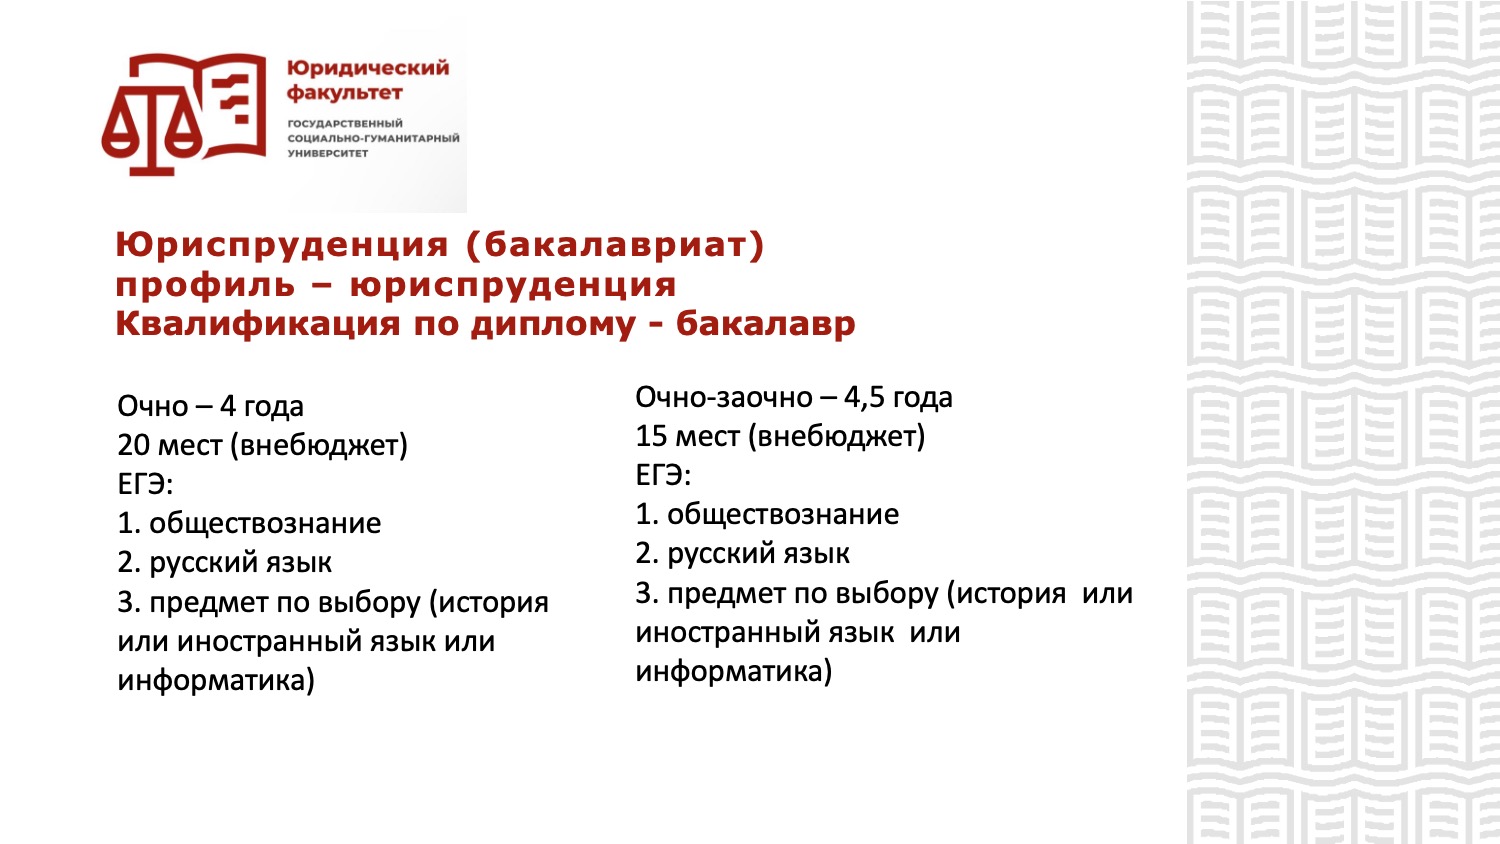 Юридический
факультет
ГОСУДАРСТВЕННЫЙ
СОЦИАЛЬНО-ГУМАНИТАРНЫЙ
УНИВЕРСИТЕТ
Юриспруденция (бакалавриат)
профиль – юриспруденция
Квалификация по диплому - бакалавр
Очно – 4 года
20 мест (внебюджет)
ЕГЭ:
1. обществознание
2. русский язык
3. предмет по выбору (история
или иностранный язык или
информатика)
Очно-заочно – 4,5 года
15 мест (внебюджет)
ЕГЭ:
1. обществознание
2. русский язык
3. предмет по выбору (история  или
иностранный язык  или
информатика)